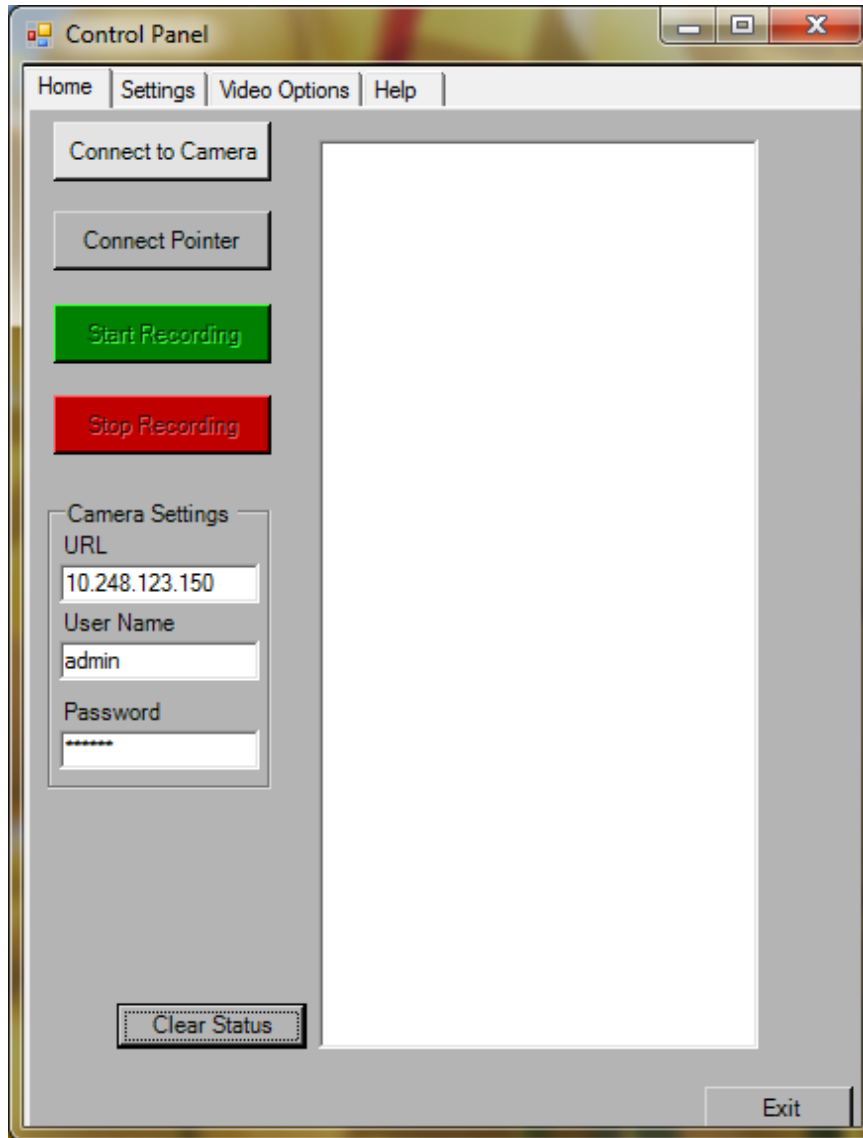 Control Panel
Home Settings Video Options Help
Connect to Camera
Connect Pointer
Start Recording
Stop Recording
Camera Settings
URL
10.248.123.150
User Name
admin
Password
******
Clear Status
Exit